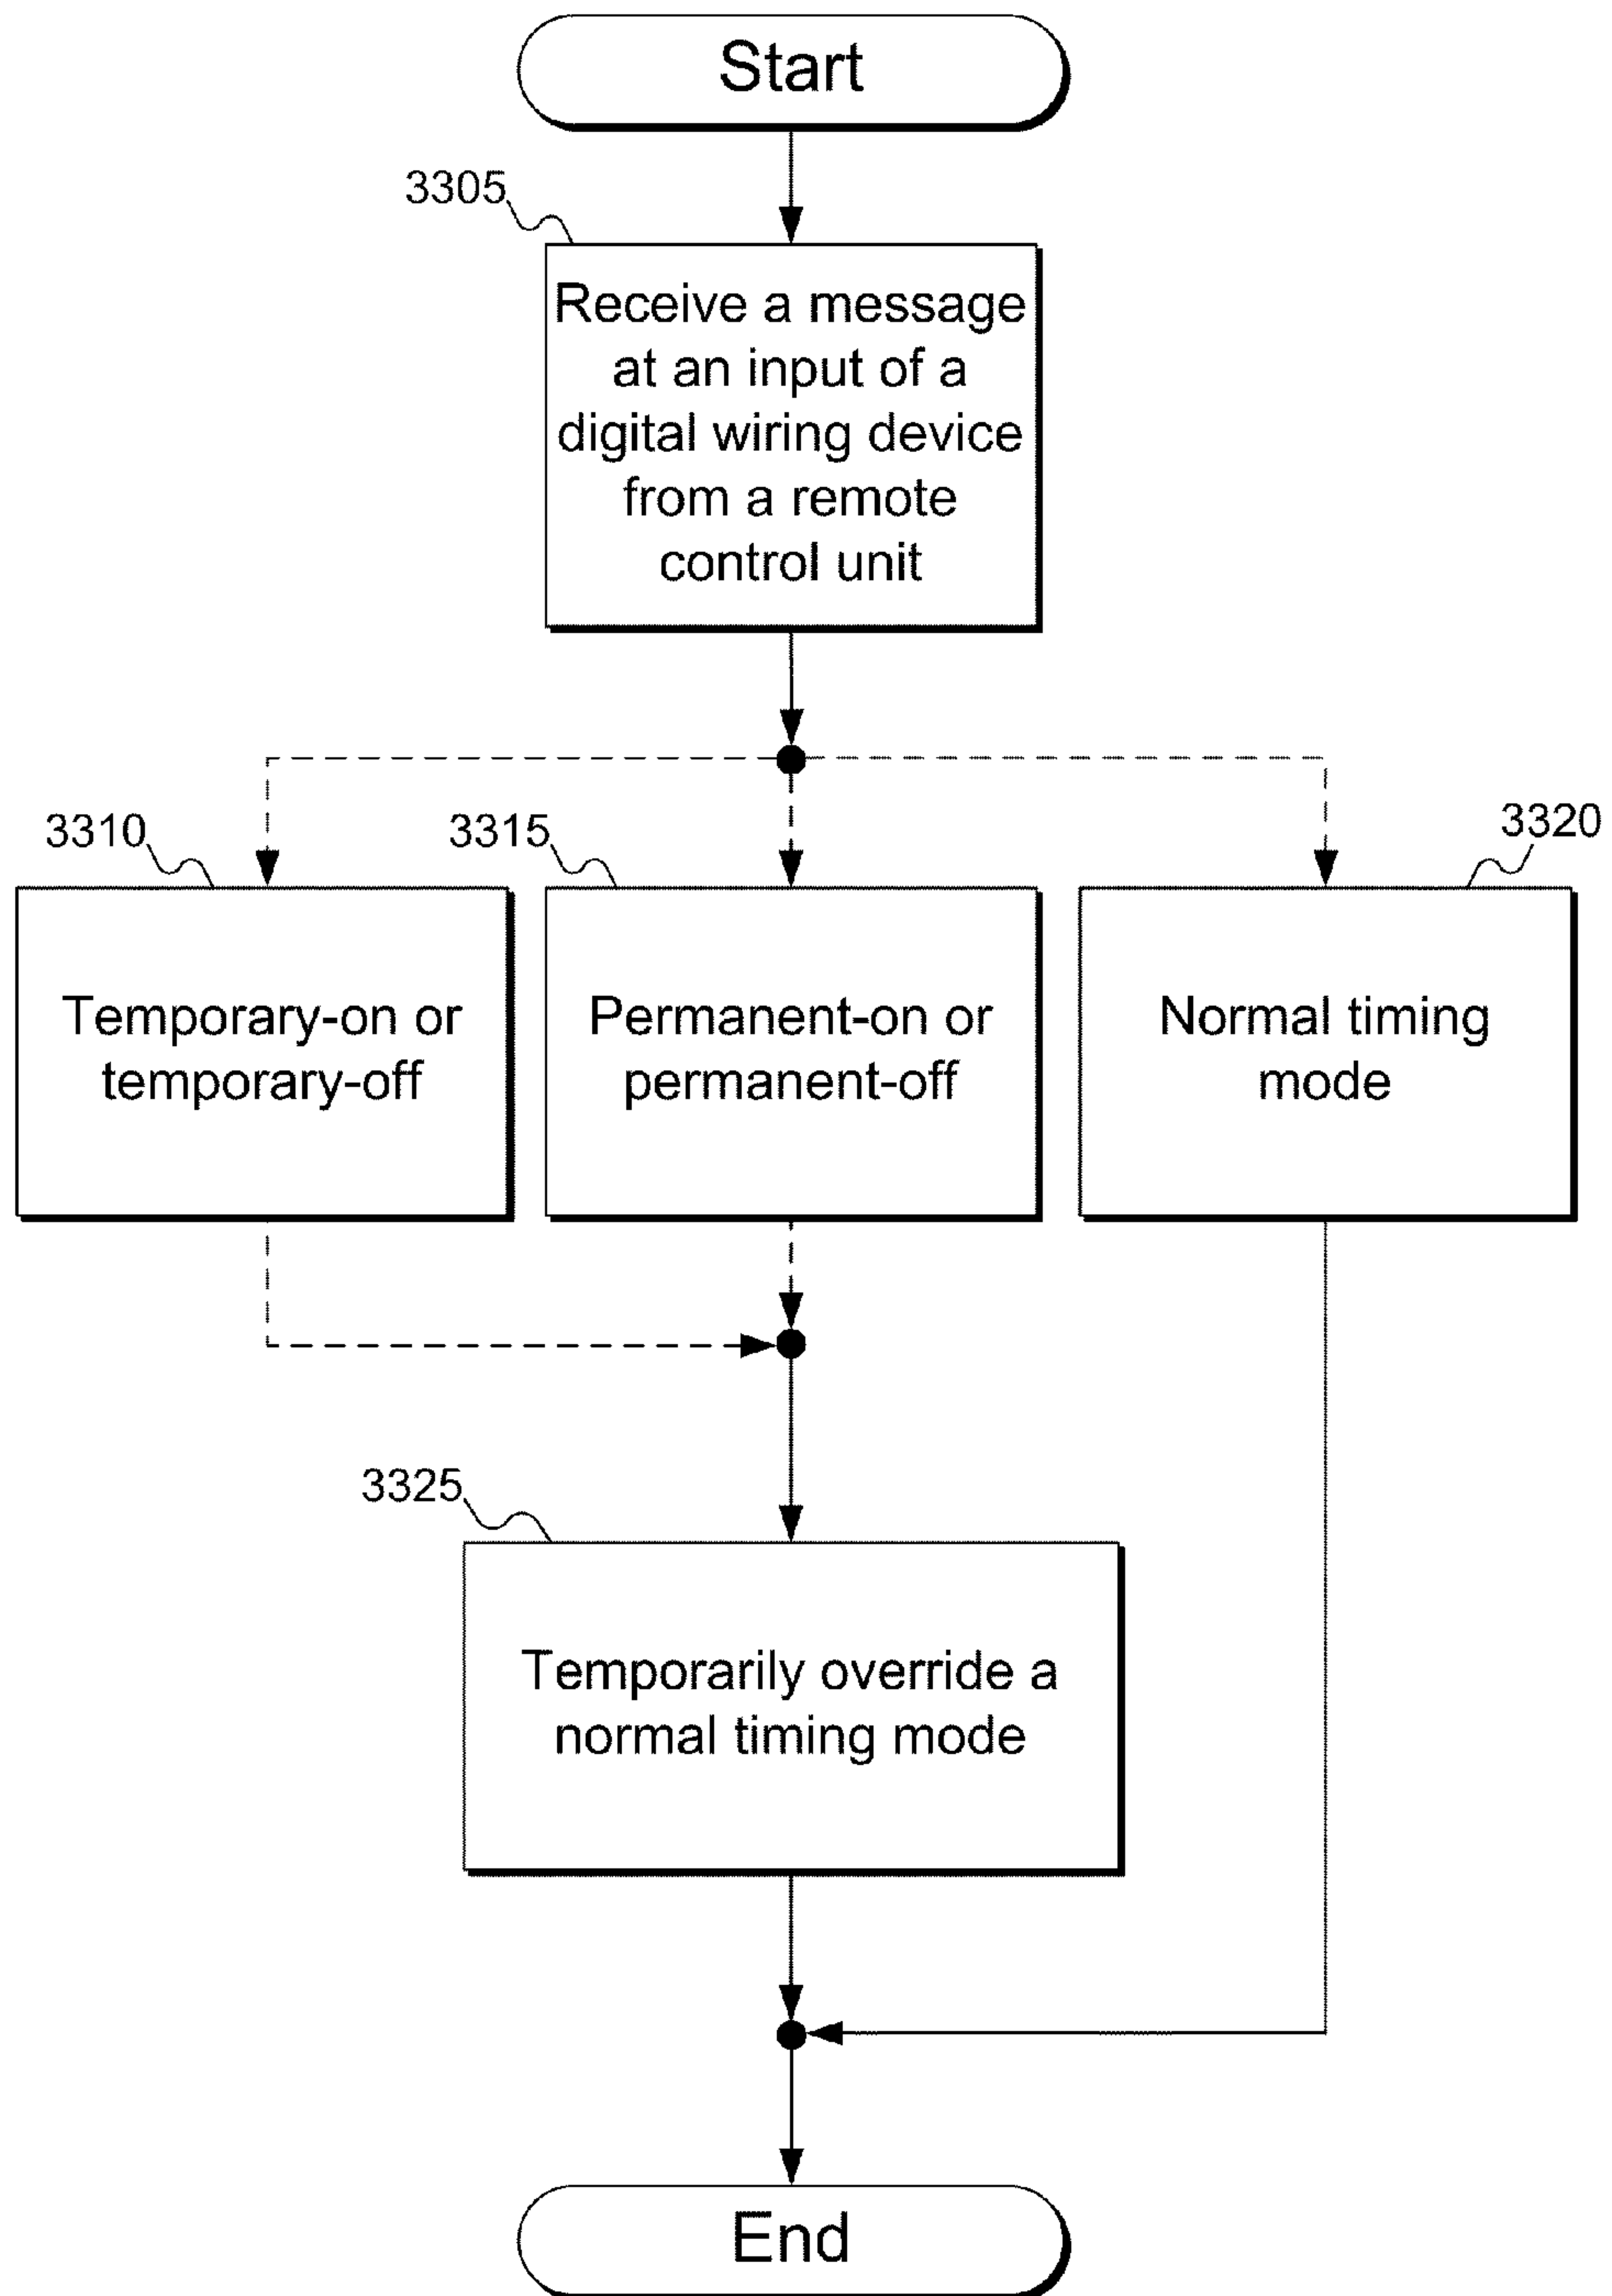 Start
3305
Receive a message
at an input of a
digital wiring device
from a remote
control unit
3310
3315
3320
Temporary-on or
temporary-off
Permanent-on or
permanent-off
Normal timing
mode
3325
Temporarily override a
normal timing mode
End